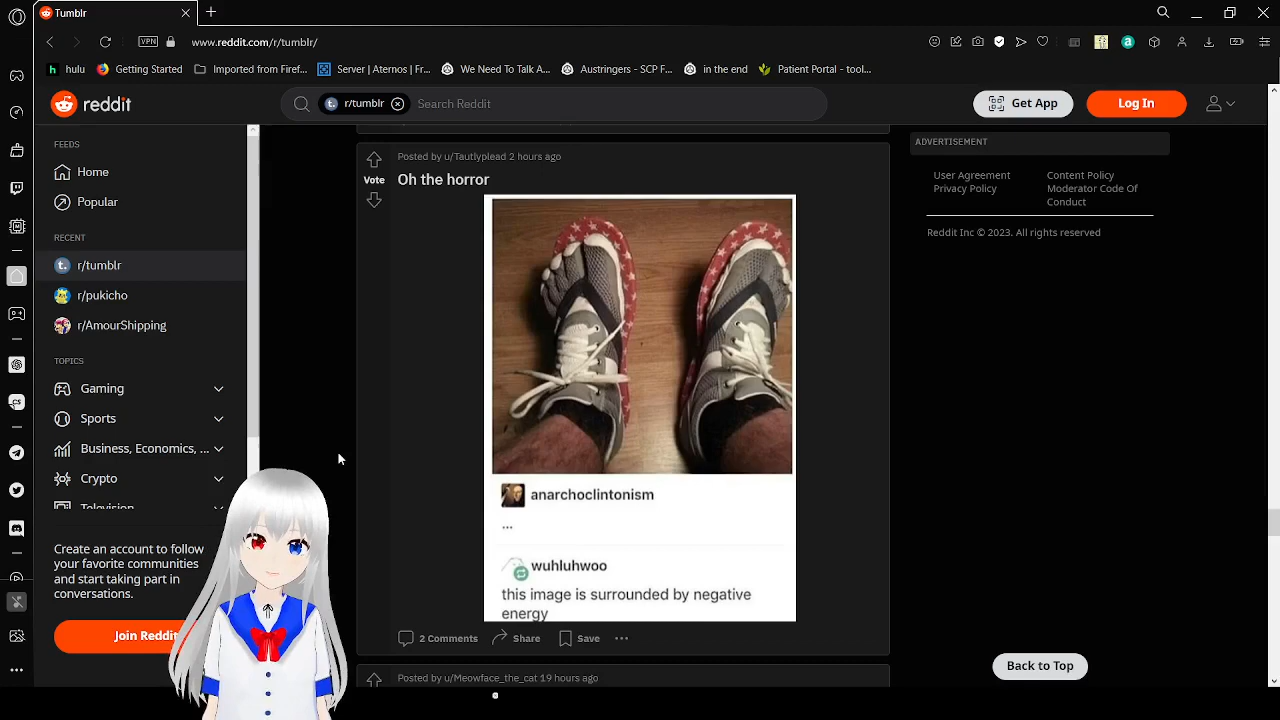 Tumblr
VPN
www.reddit.com/r/tumblr/
hulu
Getting Started
Imported from Firef...
Server | Aternos | Fr...
We Need To Talk A...
Austringers - SCP F...
in the end
Patient Portal - tool...
reddit
r/tumblr
Search Reddit
Get App
Log In
FEEDS
Home
Popular
RECENT
r/tumblr
r/pukicho
r/AmourShipping
TOPICS
Gaming
Sports
Business, Economics, ...
Crypto
Television
Create an account to follow
your favorite communities
and start taking part in
conversations.
Join Reddit
Posted by u/Tautlyplead 2 hours ago
Vote
Oh the horror
anarchoclintonism
...
wuhluhwoo
this image is surrounded by negative
energy
2 Comments
Share
Save
Posted by u/Meowface_the_cat 19 hours ago
ADVERTISEMENT
User Agreement
Privacy Policy
Content Policy
Moderator Code Of
Conduct
Reddit Inc © 2023. All rights reserved
Back to Top